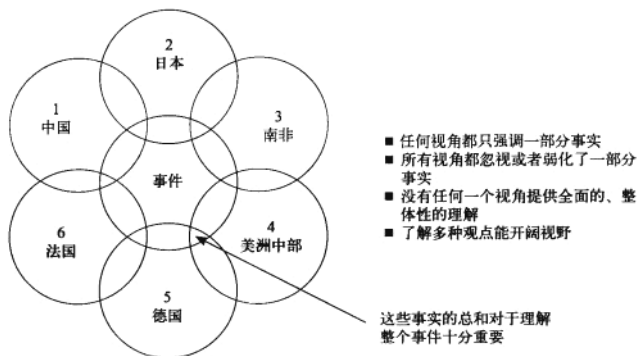 2
日本
1
中国
3
南非
事件
6
法国
4
美洲中部
5
德国
■ 任何视角都只强调一部分事实
■ 所有视角都忽视或者弱化了一部分
事实
■ 没有任何一个视角提供全面的、整
体性的理解
■ 了解多种观点能开阔视野
这些事实的总和对于理解
整个事件十分重要